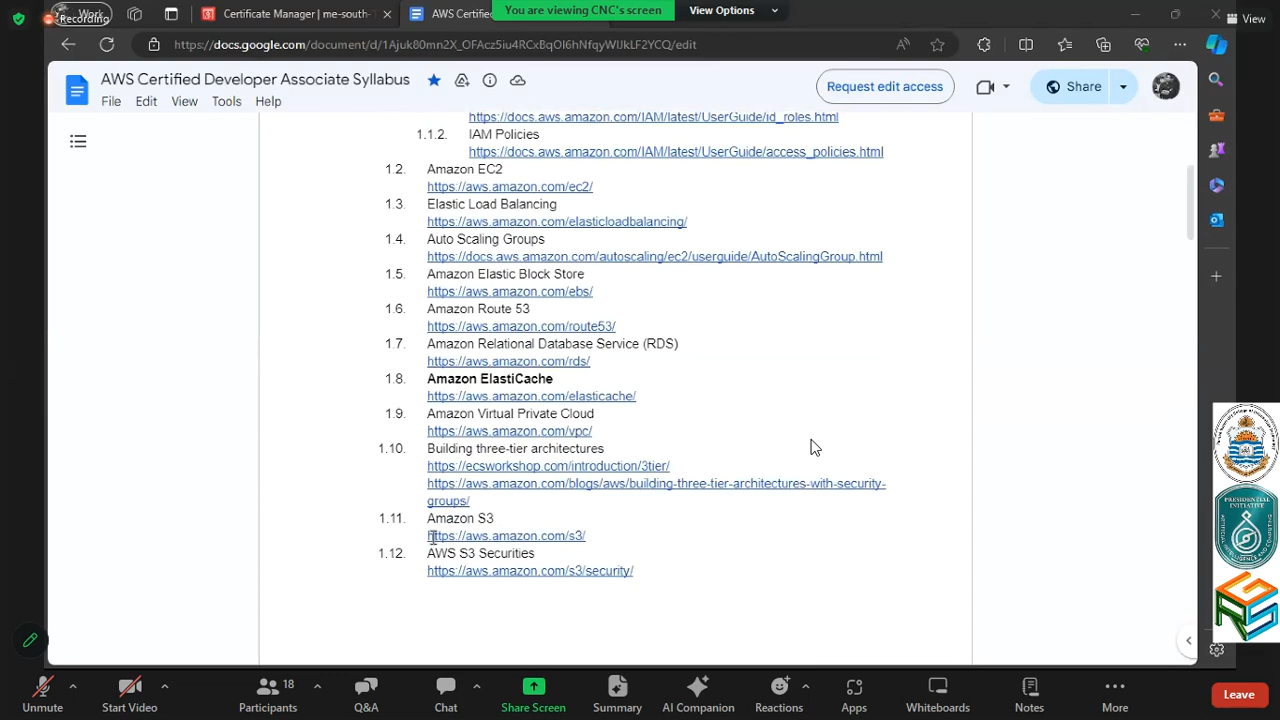 Recording
Work
Certificate Manager | me-south-
AWS Certifi
You are viewing CNC's screen
View Options
View
https://docs.google.com/document/d/1Ajuk80mn2X_OFAcz5iu4RCxBqOI6hNfqyWIJkLF2YCQ/edit
AWS Certified Developer Associate Syllabus
File Edit View Tools Help
Request edit access
Share
https://docs.aws.amazon.com/IAM/latest/UserGuide/id_roles.html
1.1.2. IAM Policies
https://docs.aws.amazon.com/IAM/latest/UserGuide/access_policies.html
1.2. Amazon EC2
https://aws.amazon.com/ec2/
1.3. Elastic Load Balancing
https://aws.amazon.com/elasticloadbalancing/
1.4. Auto Scaling Groups
https://docs.aws.amazon.com/autoscaling/ec2/userguide/AutoScalingGroup.html
1.5. Amazon Elastic Block Store
https://aws.amazon.com/ebs/
1.6. Amazon Route 53
https://aws.amazon.com/route53/
1.7. Amazon Relational Database Service (RDS)
https://aws.amazon.com/rds/
1.8. Amazon ElastiCache
https://aws.amazon.com/elasticache/
1.9. Amazon Virtual Private Cloud
https://aws.amazon.com/vpc/
1.10. Building three-tier architectures
https://ecsworkshop.com/introduction/3tier/
https://aws.amazon.com/blogs/aws/building-three-tier-architectures-with-security-
groups/
1.11. Amazon S3
https://aws.amazon.com/s3/
1.12. AWS S3 Securities
https://aws.amazon.com/s3/security/
PRESIDENTIAL
INITIATIVE
Unmute
Start Video
18
Participants
Q&A
Chat
Share Screen
Summary
AI Companion
Reactions
Apps
Whiteboards
Notes
More
Leave